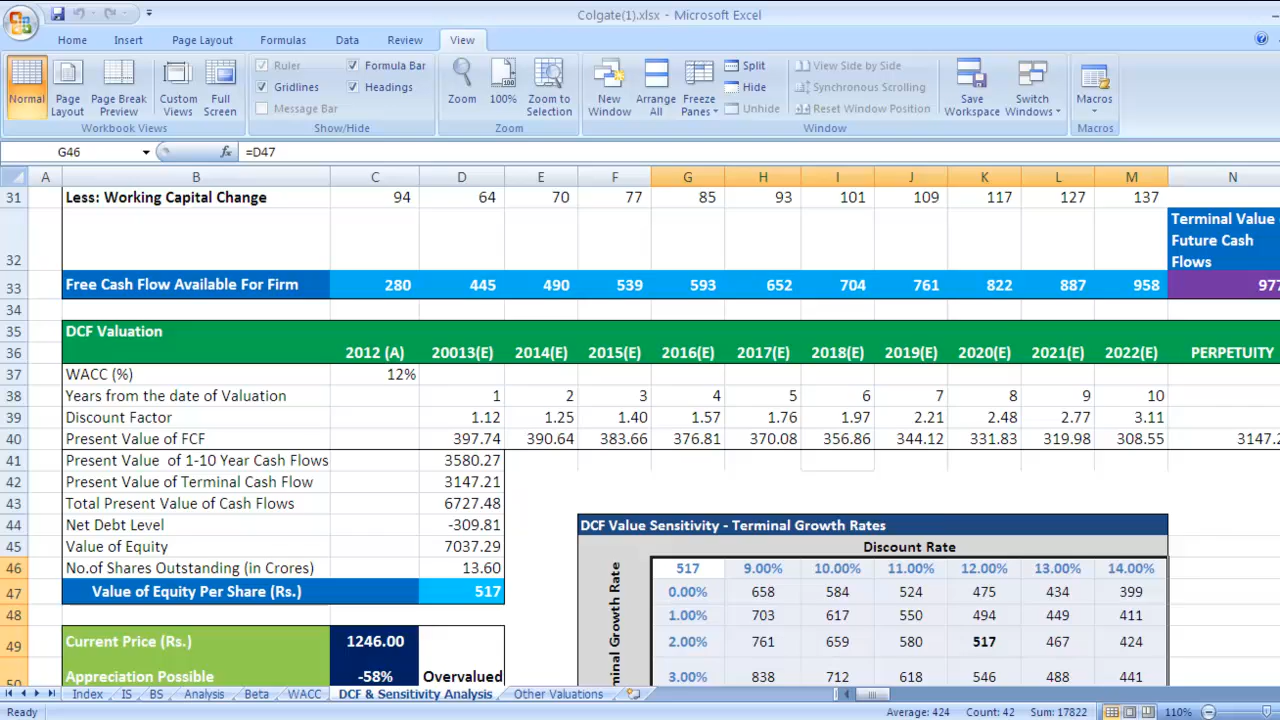 Colgate(1).xlsx - Microsoft Excel
Home Insert Page Layout Formulas Data Review View
Normal Page Layout Page Break Preview Custom Views Full Screen
Ruler Formula Bar
Gridlines Headings
Message Bar
Zoom 100% Zoom to Selection
New Window Arrange All Freeze Panes
Split
Hide
Unhide
View Side by Side
Synchronous Scrolling
Reset Window Position
Save Workspace Switch Windows Macros
Workbook Views Show/Hide Zoom Window Macros
G46 fx =D47
A B C D E F G H I J K L M N
31 Less: Working Capital Change 94 64 70 77 85 93 101 109 117 127 137
32 Terminal Value
Future Cash
Flows
33 Free Cash Flow Available For Firm 280 445 490 539 593 652 704 761 822 887 958 977
34
35 DCF Valuation
36 2012 (A) 20013(E) 2014(E) 2015(E) 2016(E) 2017(E) 2018(E) 2019(E) 2020(E) 2021(E) 2022(E) PERPETUITY
37 WACC (%) 12%
38 Years from the date of Valuation 1 2 3 4 5 6 7 8 9 10
39 Discount Factor 1.12 1.25 1.40 1.57 1.76 1.97 2.21 2.48 2.77 3.11
40 Present Value of FCF 397.74 390.64 383.66 376.81 370.08 356.86 344.12 331.83 319.98 308.55 3147.2
41 Present Value of 1-10 Year Cash Flows 3580.27
42 Present Value of Terminal Cash Flow 3147.21
43 Total Present Value of Cash Flows 6727.48
44 Net Debt Level -309.81 DCF Value Sensitivity - Terminal Growth Rates
45 Value of Equity 7037.29 Discount Rate
46 No.of Shares Outstanding (in Crores) 13.60 517 9.00% 10.00% 11.00% 12.00% 13.00% 14.00%
47 Value of Equity Per Share (Rs.) 517 0.00% 658 584 524 475 434 399
48 1.00% 703 617 550 494 449 411
49 Current Price (Rs.) 1246.00 2.00% 761 659 580 517 467 424
50 Appreciation Possible -58% Overvalued 3.00% 838 712 618 546 488 441
minal Growth Rate
Index IS BS Analysis Beta WACC DCF & Sensitivity Analysis Other Valuations
Ready Average: 424 Count: 42 Sum: 17822 110%